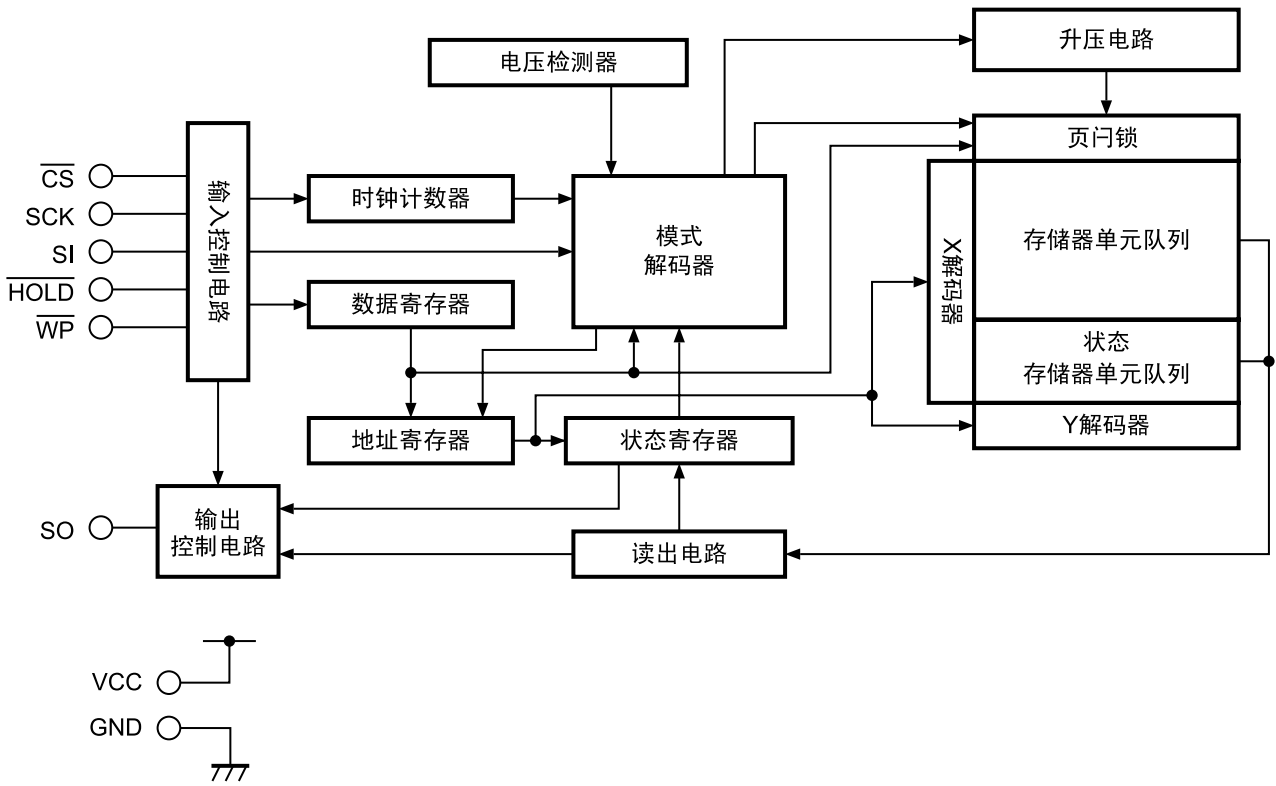 升压电路
电压检测器
页闩锁
C̅S̅
SCK
SI
H̅O̅L̅D̅
W̅P̅
输入控制电路
时钟计数器
数据寄存器
模式
解码器
X解码器
存储器单元队列
状态
存储器单元队列
Y解码器
地址寄存器
状态寄存器
SO
输出
控制电路
读出电路
VCC
GND